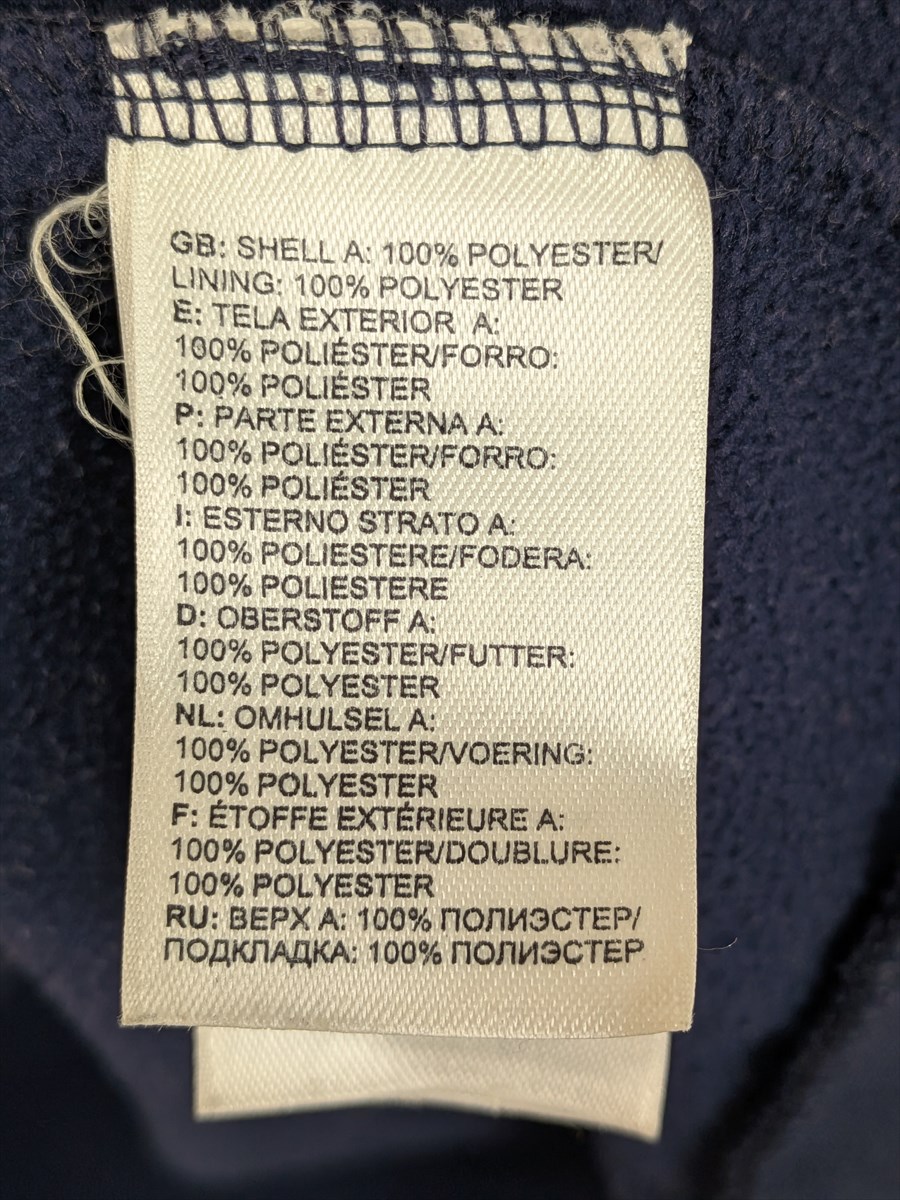 GB: SHELL A: 100% POLYESTER/
LINING: 100% POLYESTER
E: TELA EXTERIOR A:
100% POLIÉSTER/FORRO:
100% POLIÉSTER
P: PARTE EXTERNA A:
100% POLIÉSTER/FORRO:
100% POLIÉSTER
I: ESTERNO STRATO A:
100% POLIESTERE/FODERA:
100% POLIESTERE
D: OBERSTOFF A:
100% POLYESTER/FUTTER:
100% POLYESTER
NL: OMHULSEL A:
100% POLYESTER/VOERING:
100% POLYESTER
F: ÉTOFFE EXTÉRIEURE A:
100% POLYESTER/DOUBLURE:
100% POLYESTER
RU: ВЕРХ А: 100% ПОЛИЭСТЕР/
ПОДКЛАДКА: 100% ПОЛИЭСТЕР